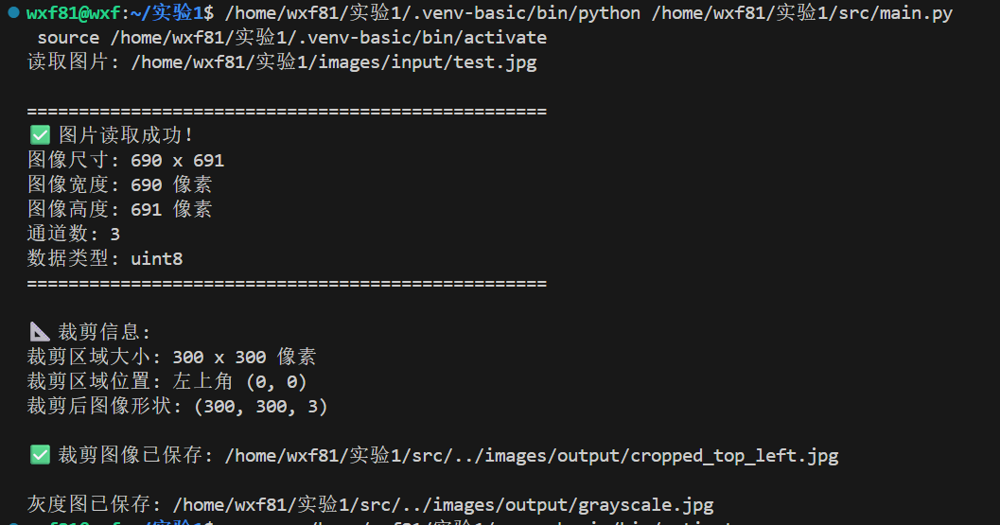 wxf81@wxf:~/实验1$ /home/wxf81/实验1/.venv-basic/bin/python /home/wxf81/实验1/src/main.py
source /home/wxf81/实验1/.venv-basic/bin/activate
读取图片: /home/wxf81/实验1/images/input/test.jpg
==================================================
✅ 图片读取成功!
图像尺寸: 690 x 691
图像宽度: 690 像素
图像高度: 691 像素
通道数: 3
数据类型: uint8
==================================================
📐 裁剪信息:
裁剪区域大小: 300 x 300 像素
裁剪区域位置: 左上角 (0, 0)
裁剪后图像形状: (300, 300, 3)
✅ 裁剪图像已保存: /home/wxf81/实验1/src/../images/output/cropped_top_left.jpg
灰度图已保存: /home/wxf81/实验1/src/../images/output/grayscale.jpg